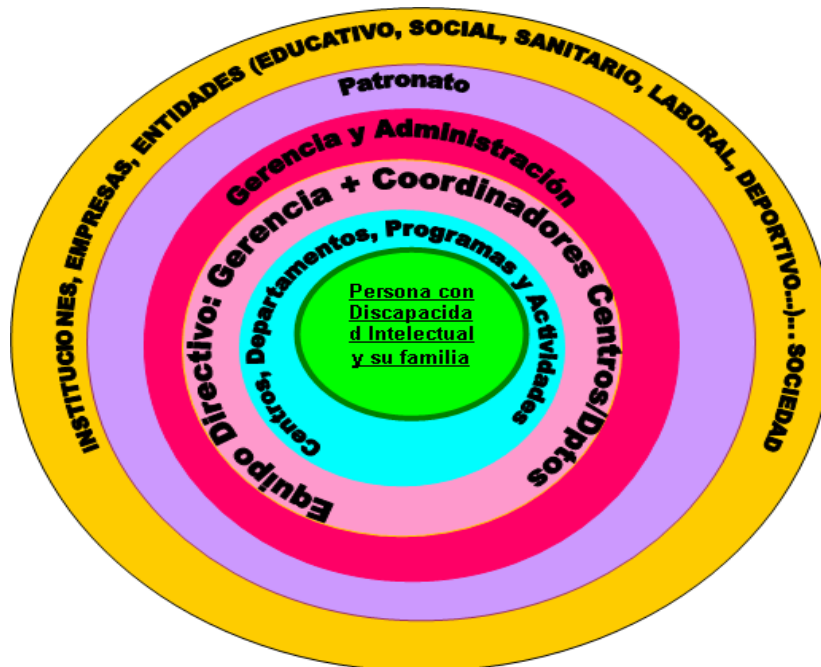 INSTITUCIONES, EMPRESAS, ENTIDADES (EDUCATIVO, SOCIAL, SANITARIO, LABORAL, DEPORTIVO...)... SOCIEDAD
Patronato
Gerencia y Administración
Equipo Directivo: Gerencia + Coordinadores Centros/Dptos
Centros, Departamentos, Programas y Actividades
Persona con
Discapacida
d Intelectual
y su familia